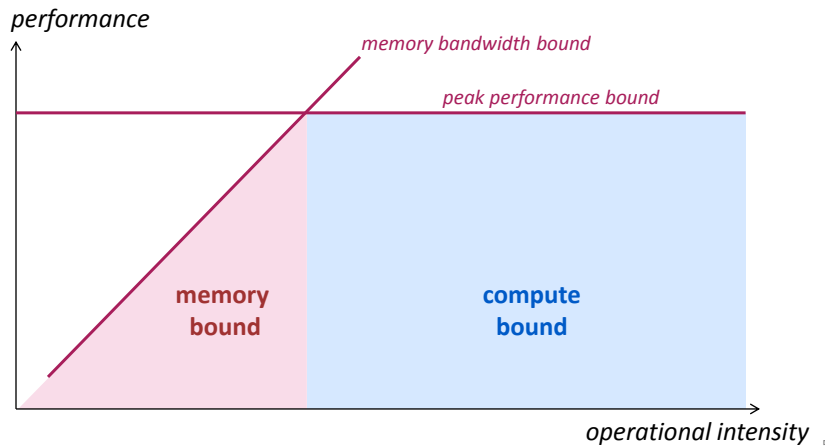 performance
memory bandwidth bound
peak performance bound
memory
bound
compute
bound
operational intensity